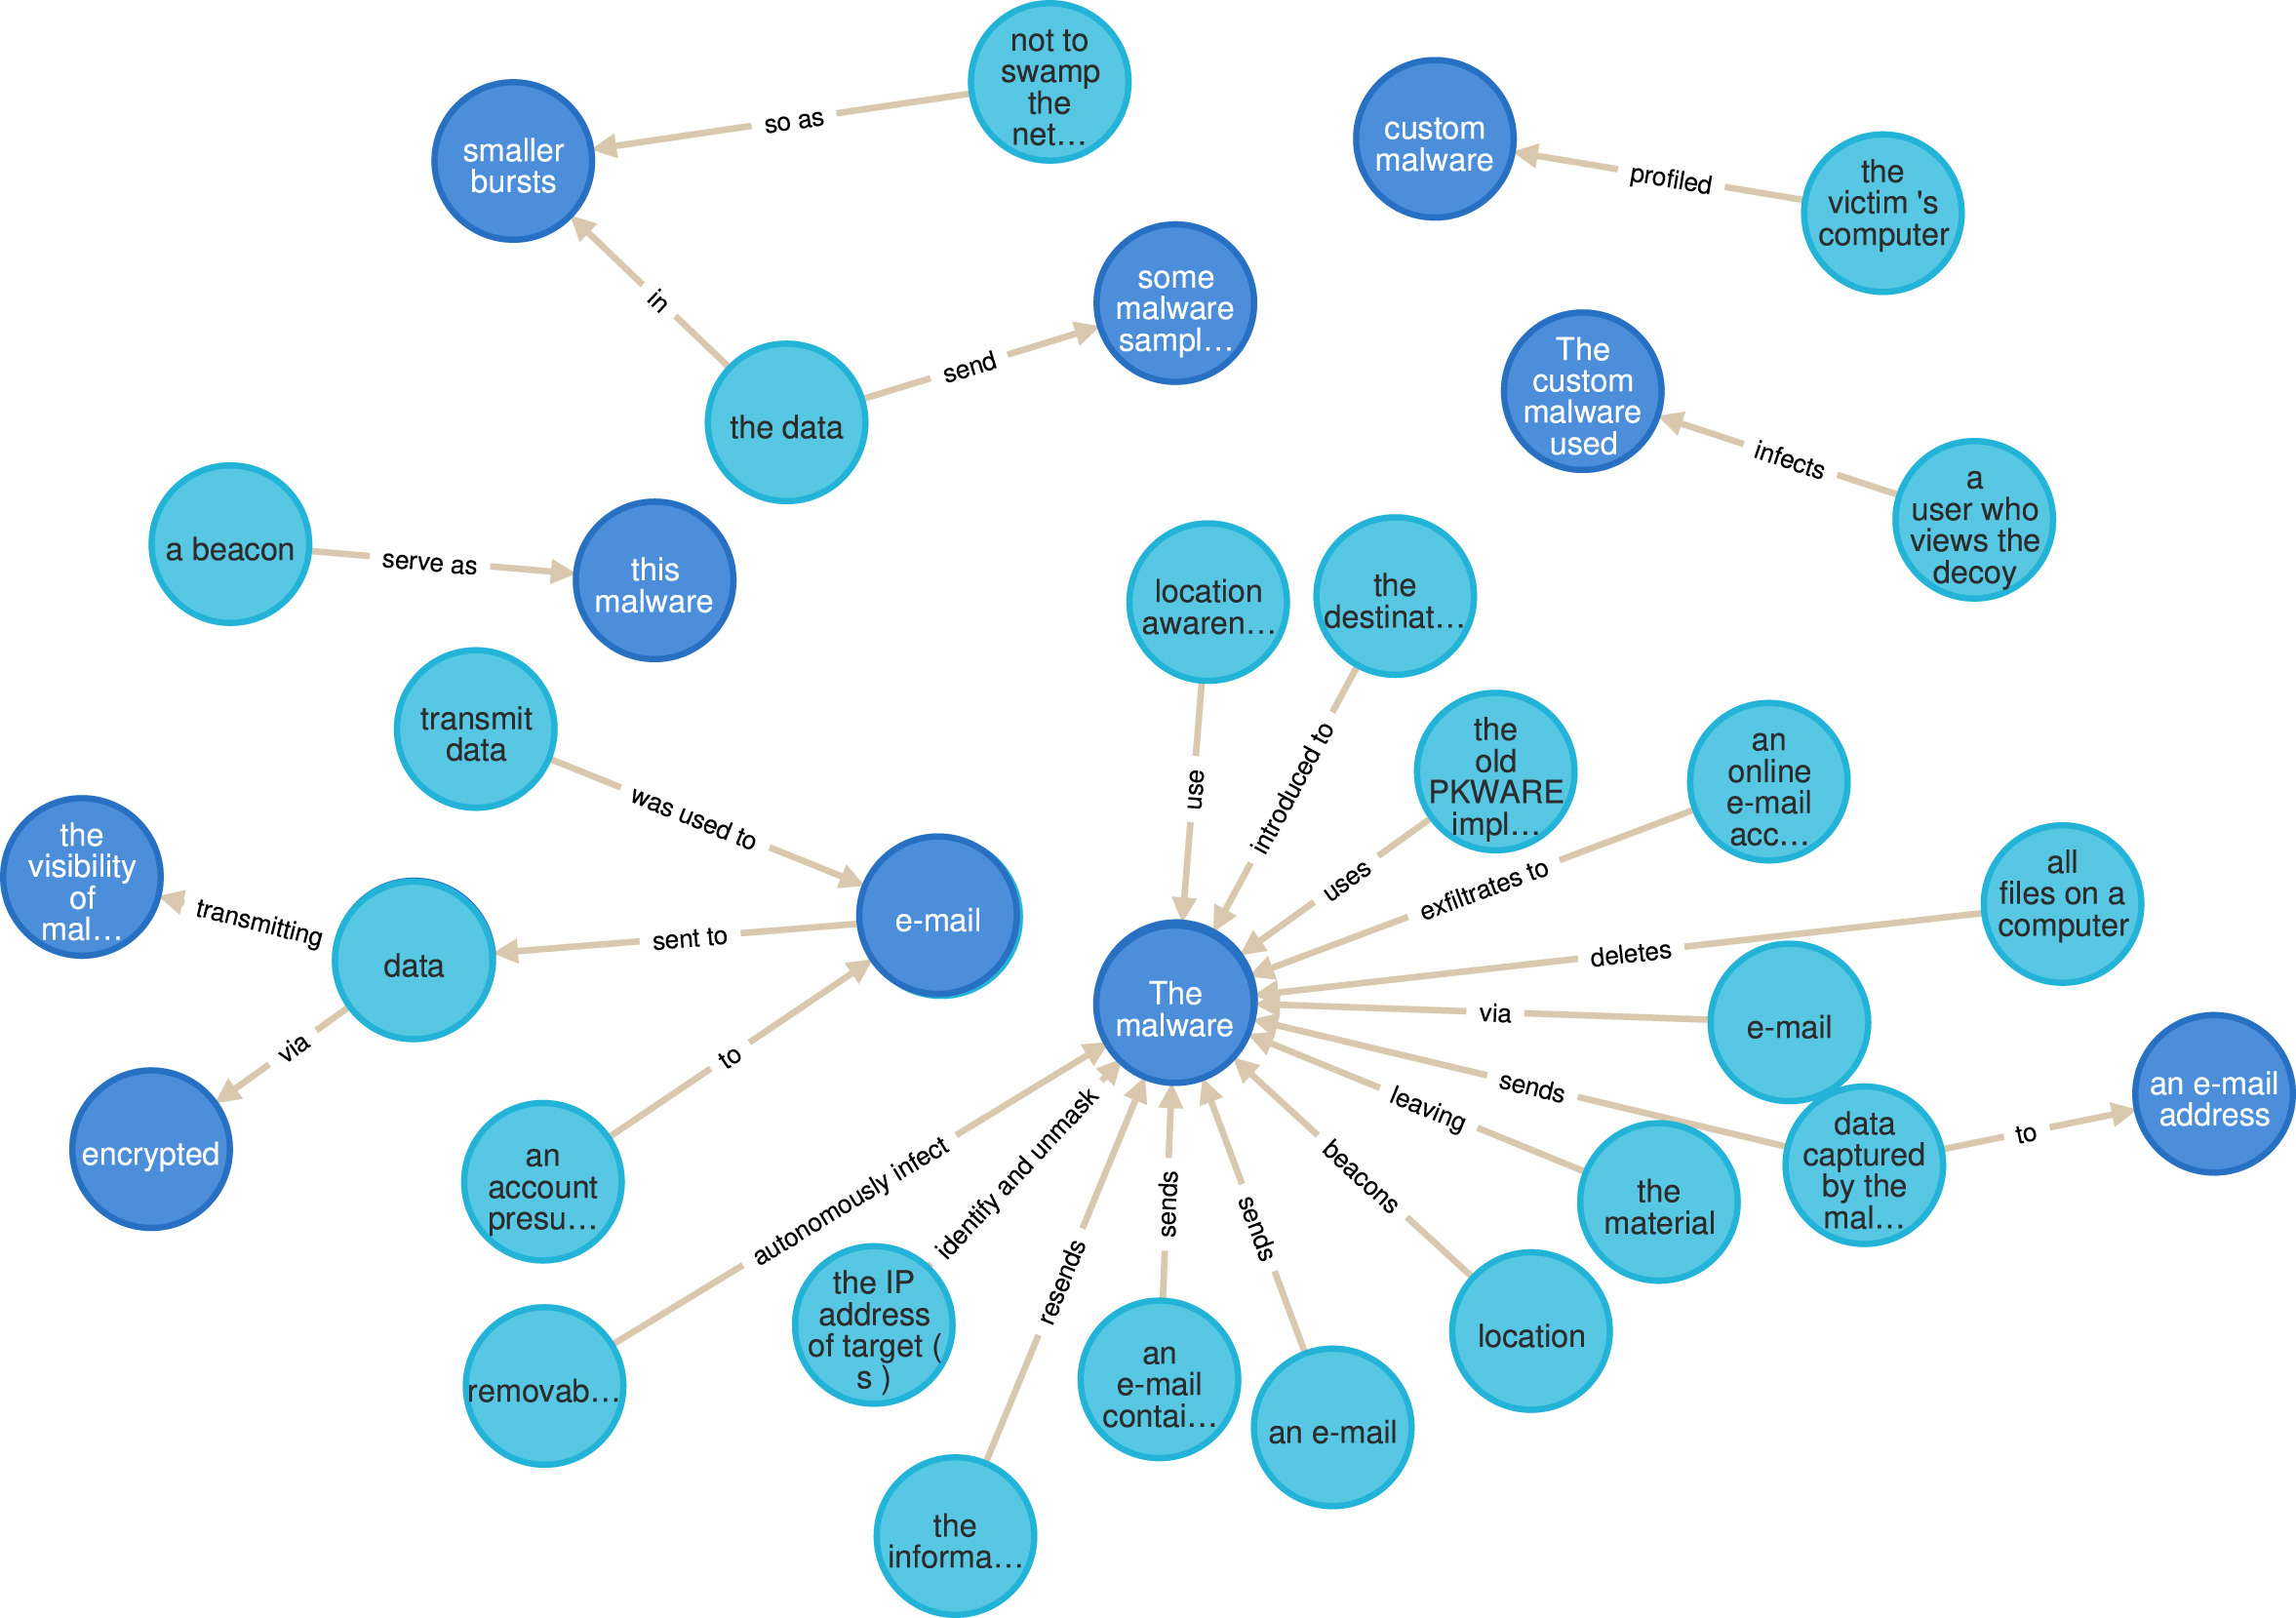 not to
swamp
the
net…
so as
smaller
bursts
custom
malware
profiled
the
victim 's
computer
in
some
malware
sampl…
send
the data
The
custom
malware
used
infects
a
user who
views the
decoy
a beacon
serve as
this
malware
location
awaren…
the
destinat…
transmit
data
was used to
use
introduced to
the
old
PKWARE
impl…
an
online
e-mail
acc…
uses
exfiltrates to
the
visibility
of
mal…
transmitting
data
sent to
e-mail
all
files on a
computer
deletes
The
malware
via
e-mail
via
encrypted
to
an
account
presu…
sends
leaving
data
captured
by the
mal…
to
an e-mail
address
the
material
beacons
location
autonomously infect
identify and unmask
resends
sends
sends
removab…
the IP
address
of target (
s )
an
e-mail
contai…
an e-mail
the
informa…